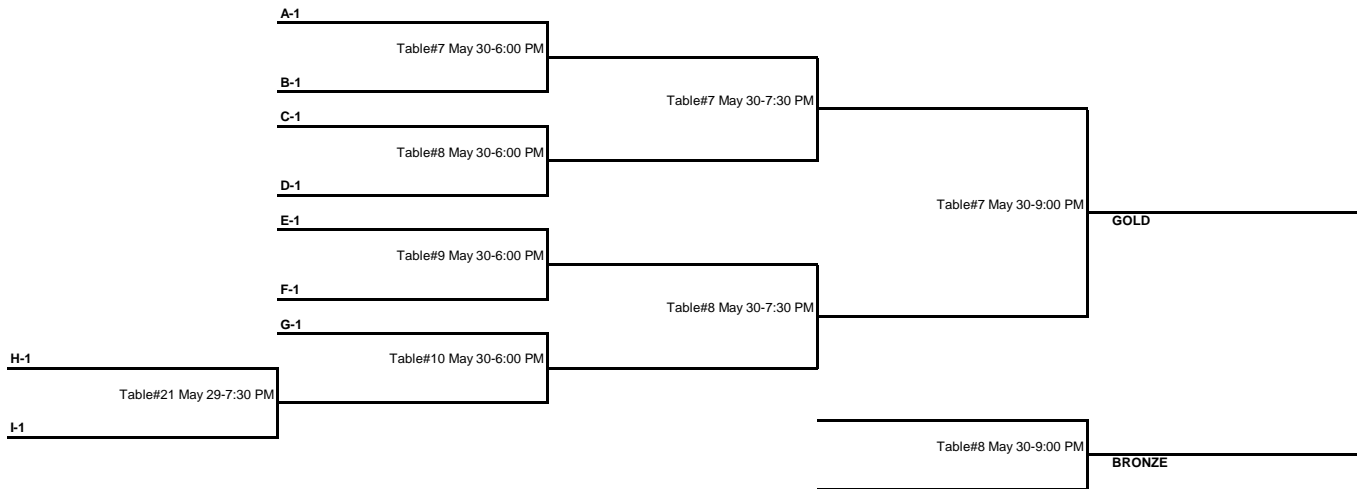 A-1
Table#7 May 30-6:00 PM
B-1
Table#7 May 30-7:30 PM
C-1
Table#8 May 30-6:00 PM
D-1
Table#7 May 30-9:00 PM
GOLD
E-1
Table#9 May 30-6:00 PM
F-1
Table#8 May 30-7:30 PM
G-1
H-1
Table#10 May 30-6:00 PM
Table#21 May 29-7:30 PM
I-1
Table#8 May 30-9:00 PM
BRONZE